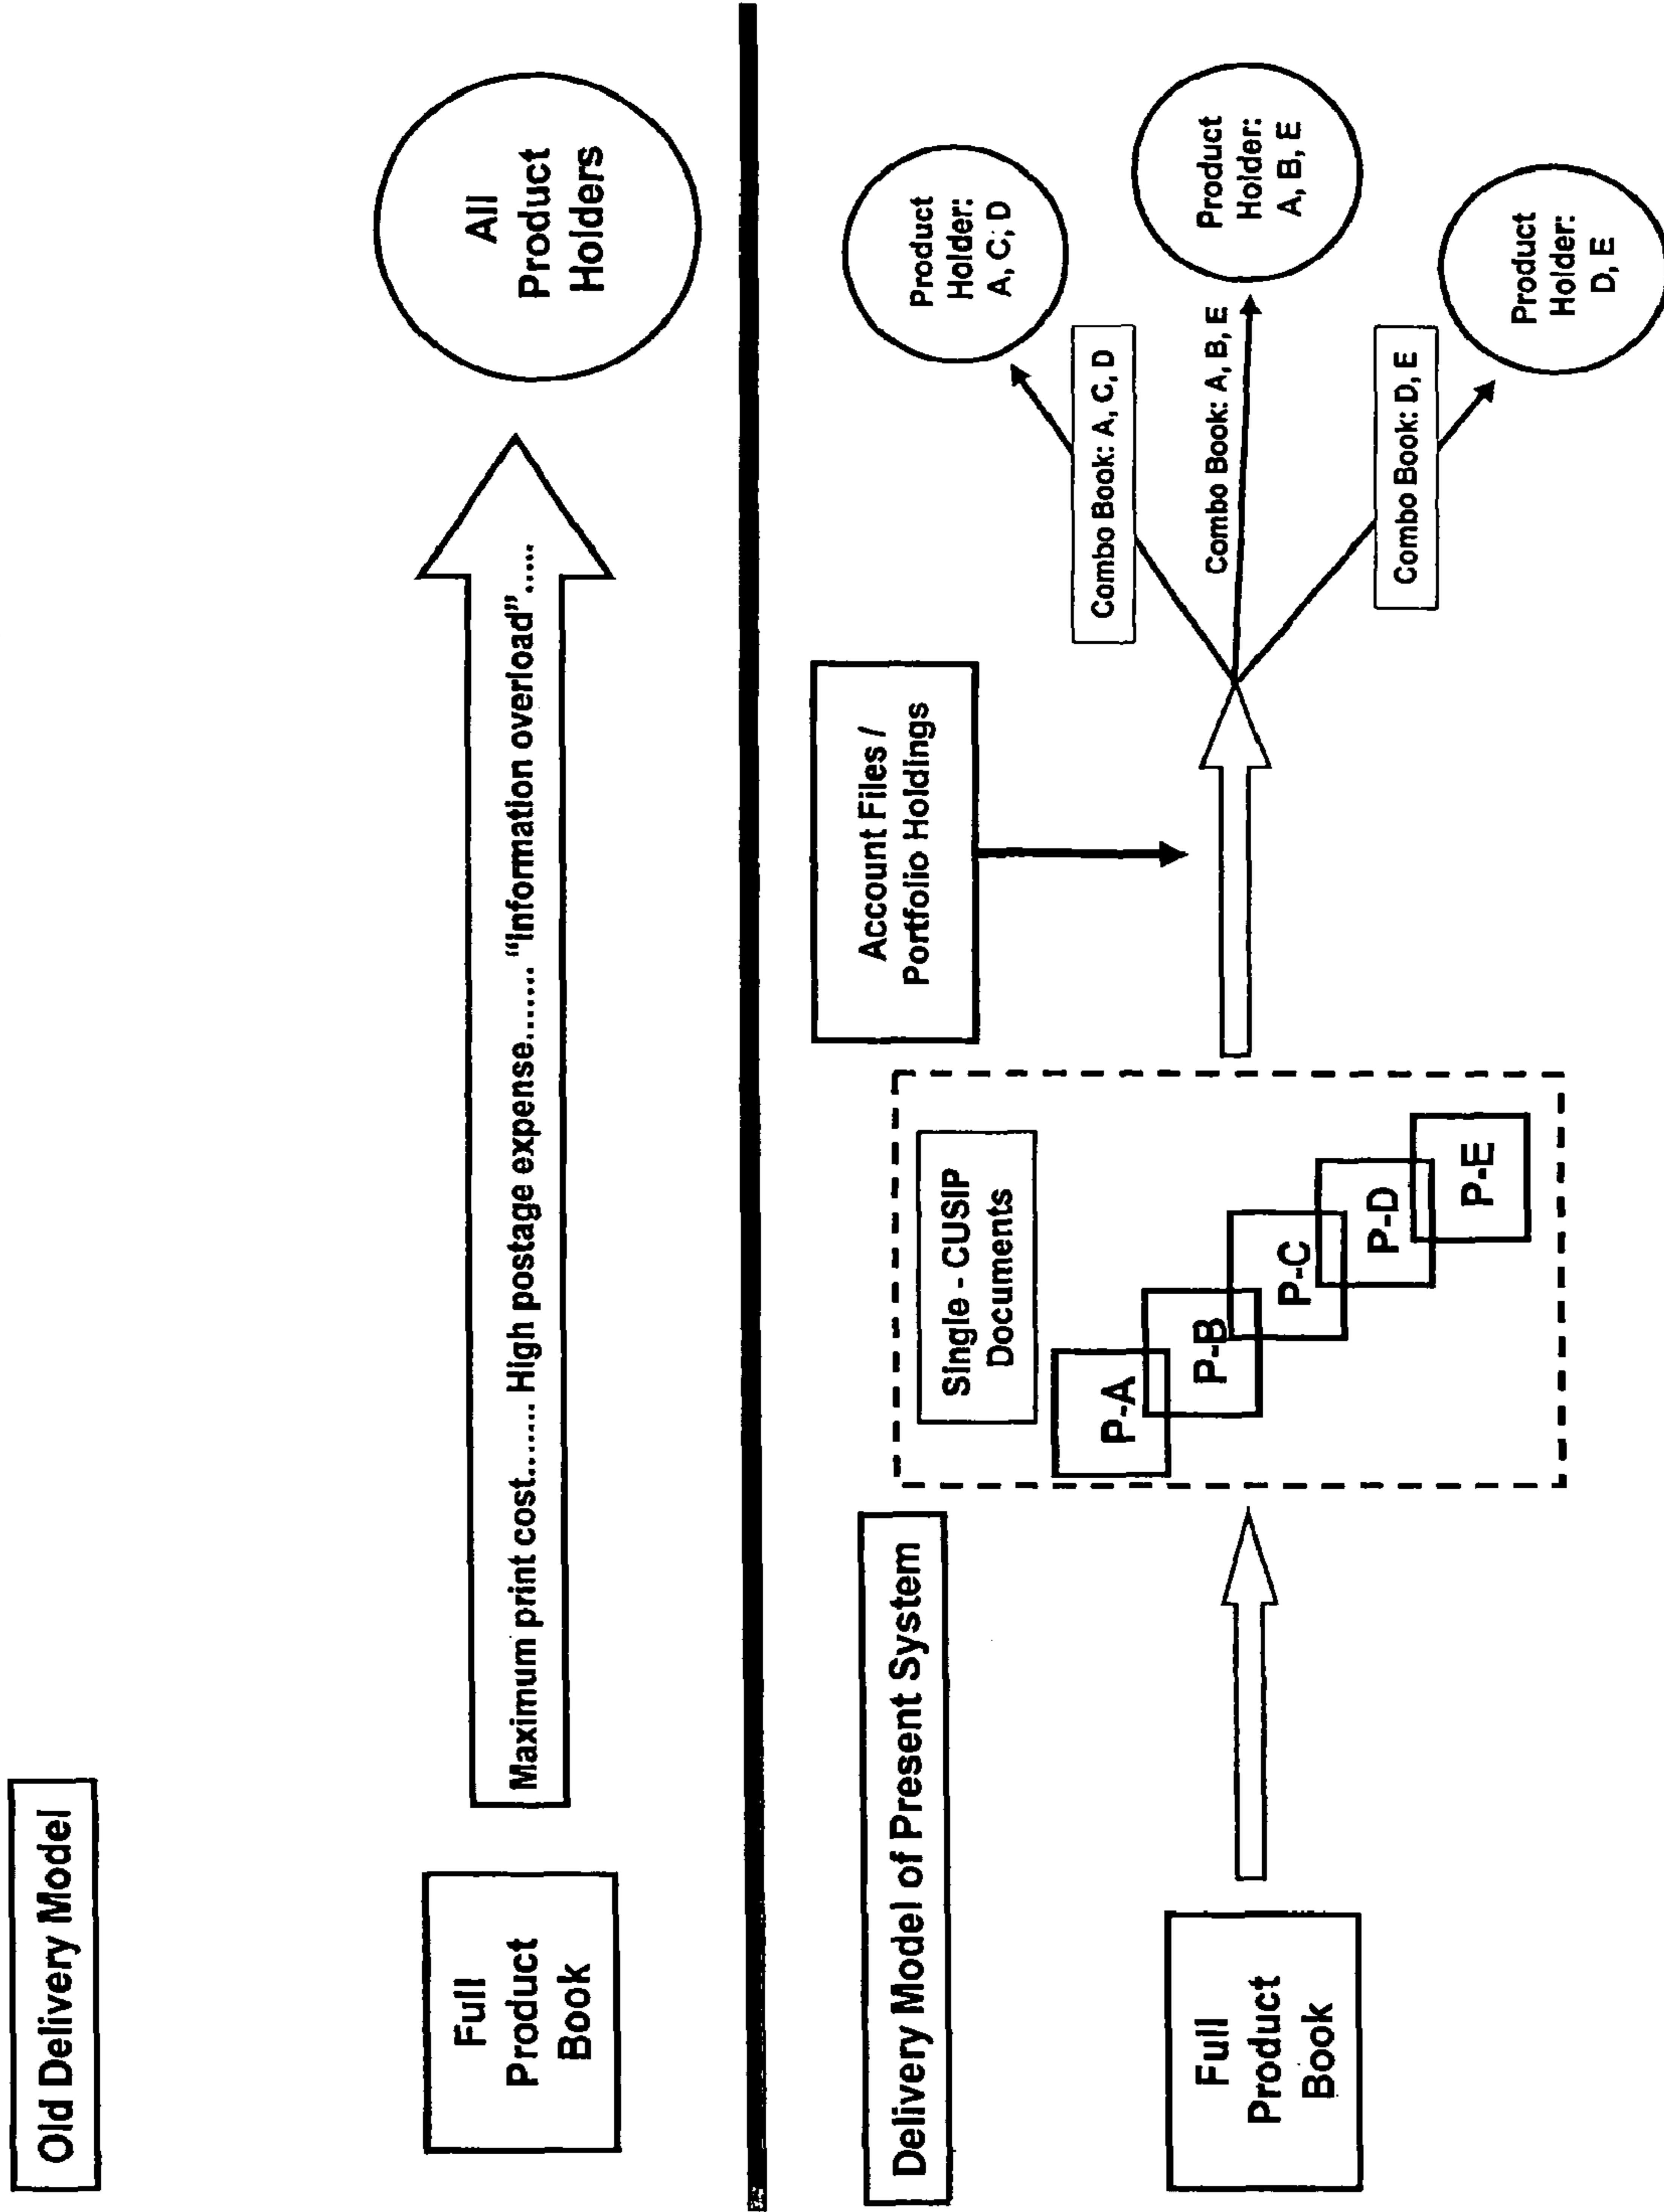 Old Delivery Model
Full
Product
Book
Maximum print cost....... High postage expense....... “Information overload”.....
All
Product
Holders
Delivery Model of Present System
Full
Product
Book
Single - CUSIP
Documents
P-A
P-B
P-C
P-D
P-E
Account Files /
Portfolio Holdings
Combo Book: A, C, D
Combo Book: A, B, E
Combo Book: D, E
Product
Holder:
A, C, D
Product
Holder:
A, B, E
Product
Holder:
D, E